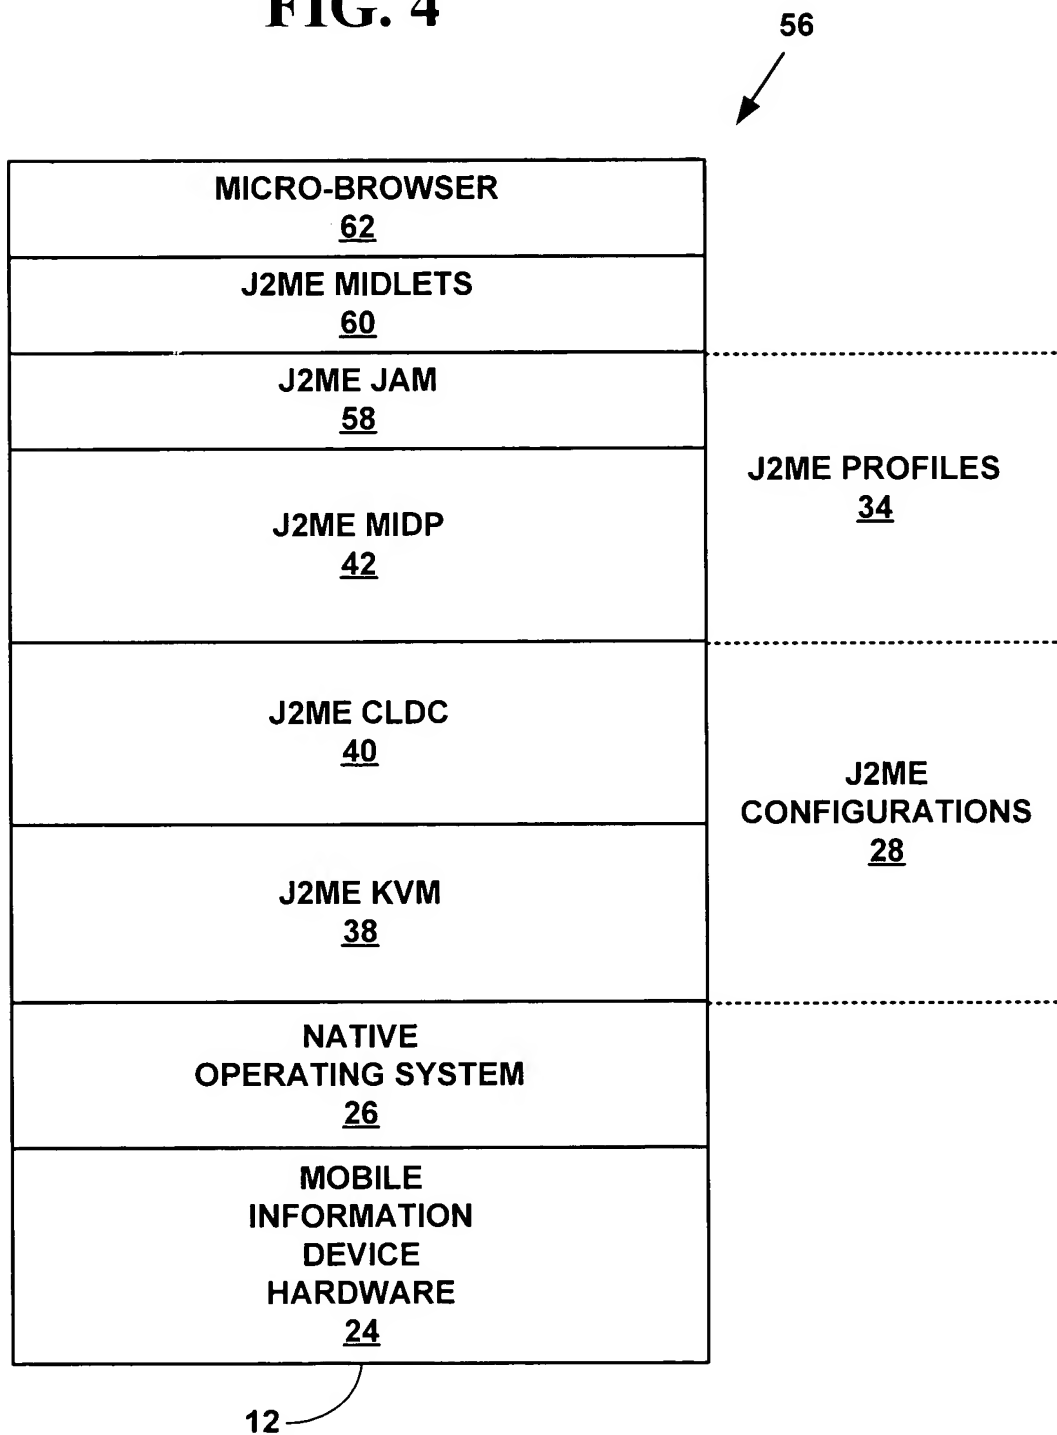 FIG. 4
56
MICRO-BROWSER
62
J2ME MIDLETS
60
J2ME JAM
58
J2ME PROFILES
34
J2ME MIDP
42
J2ME CLDC
40
J2ME
CONFIGURATIONS
28
J2ME KVM
38
NATIVE
OPERATING SYSTEM
26
MOBILE
INFORMATION
DEVICE
HARDWARE
24
12